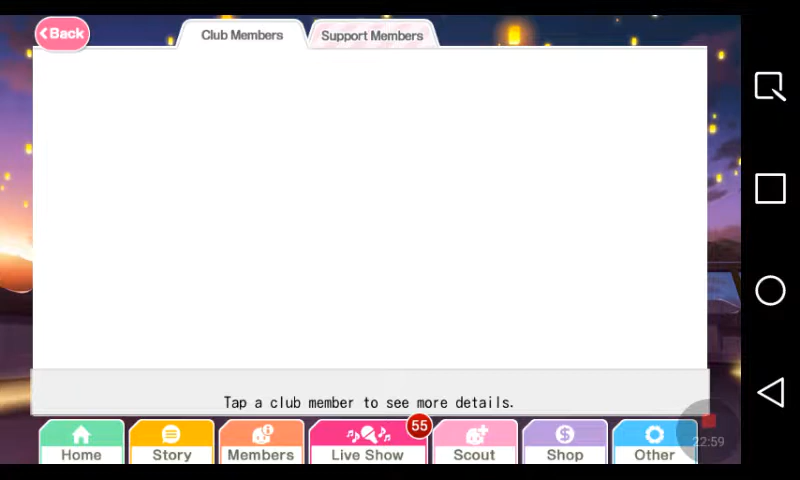 Back
Club Members
Support Members
Tap a club member to see more details.
55
Home
Story
Members
Live Show
Scout
Shop
Other
22:59